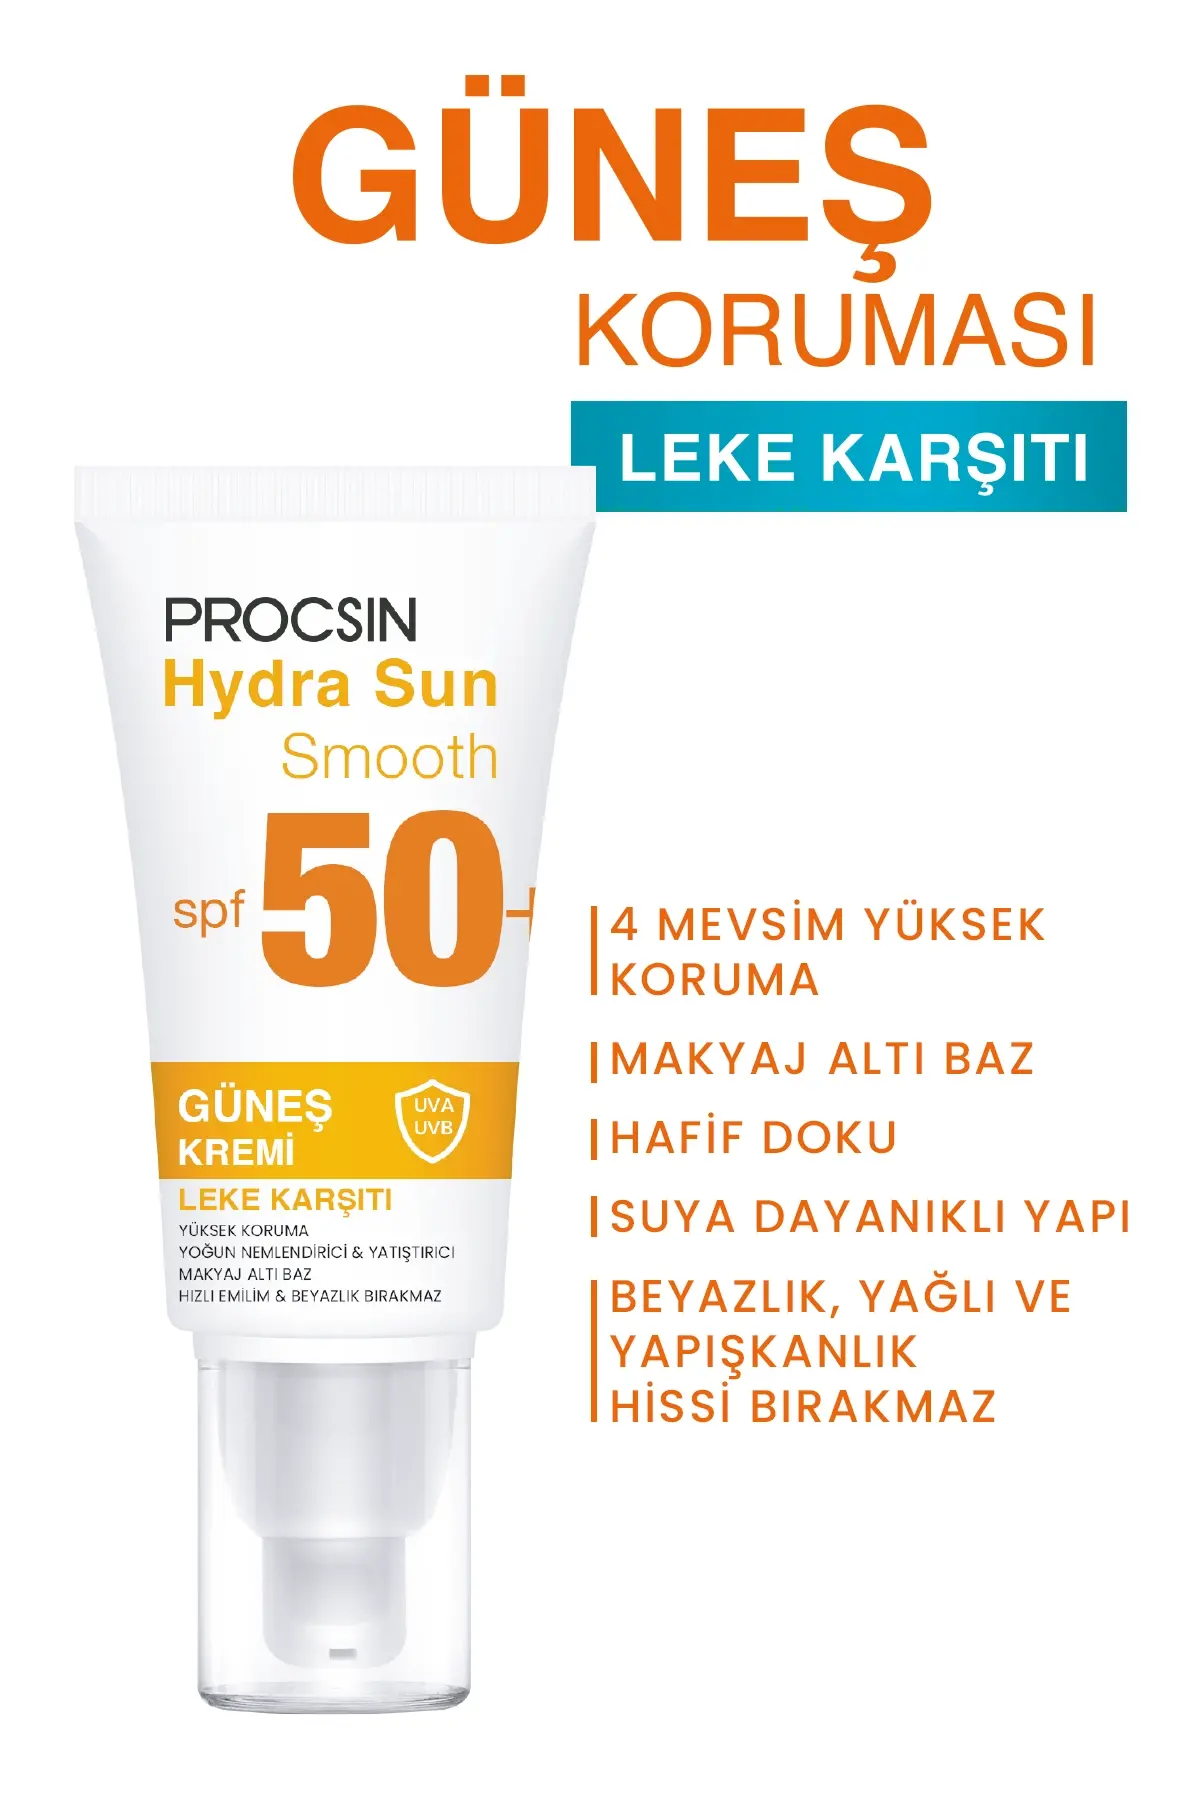 GÜNEŞ
KORUMASI
LEKE KARŞITI
PROCSIN
Hydra Sun
Smooth
spf 50+
GÜNEŞ
KREMİ
UVA
UVB
LEKE KARŞITI
YÜKSEK KORUMA
YOĞUN NEMLENDİRİCİ & YATIŞTIRICI
MAKYAJ ALTI BAZ
HIZLI EMİLİM & BEYAZLIK BIRAKMAZ
4 MEVSİM YÜKSEK
KORUMA
MAKYAJ ALTI BAZ
HAFİF DOKU
SUYA DAYANIKLI YAPI
BEYAZLIK, YAĞLI VE
YAPIŞKANLIK
HİSSİ BIRAKMAZ